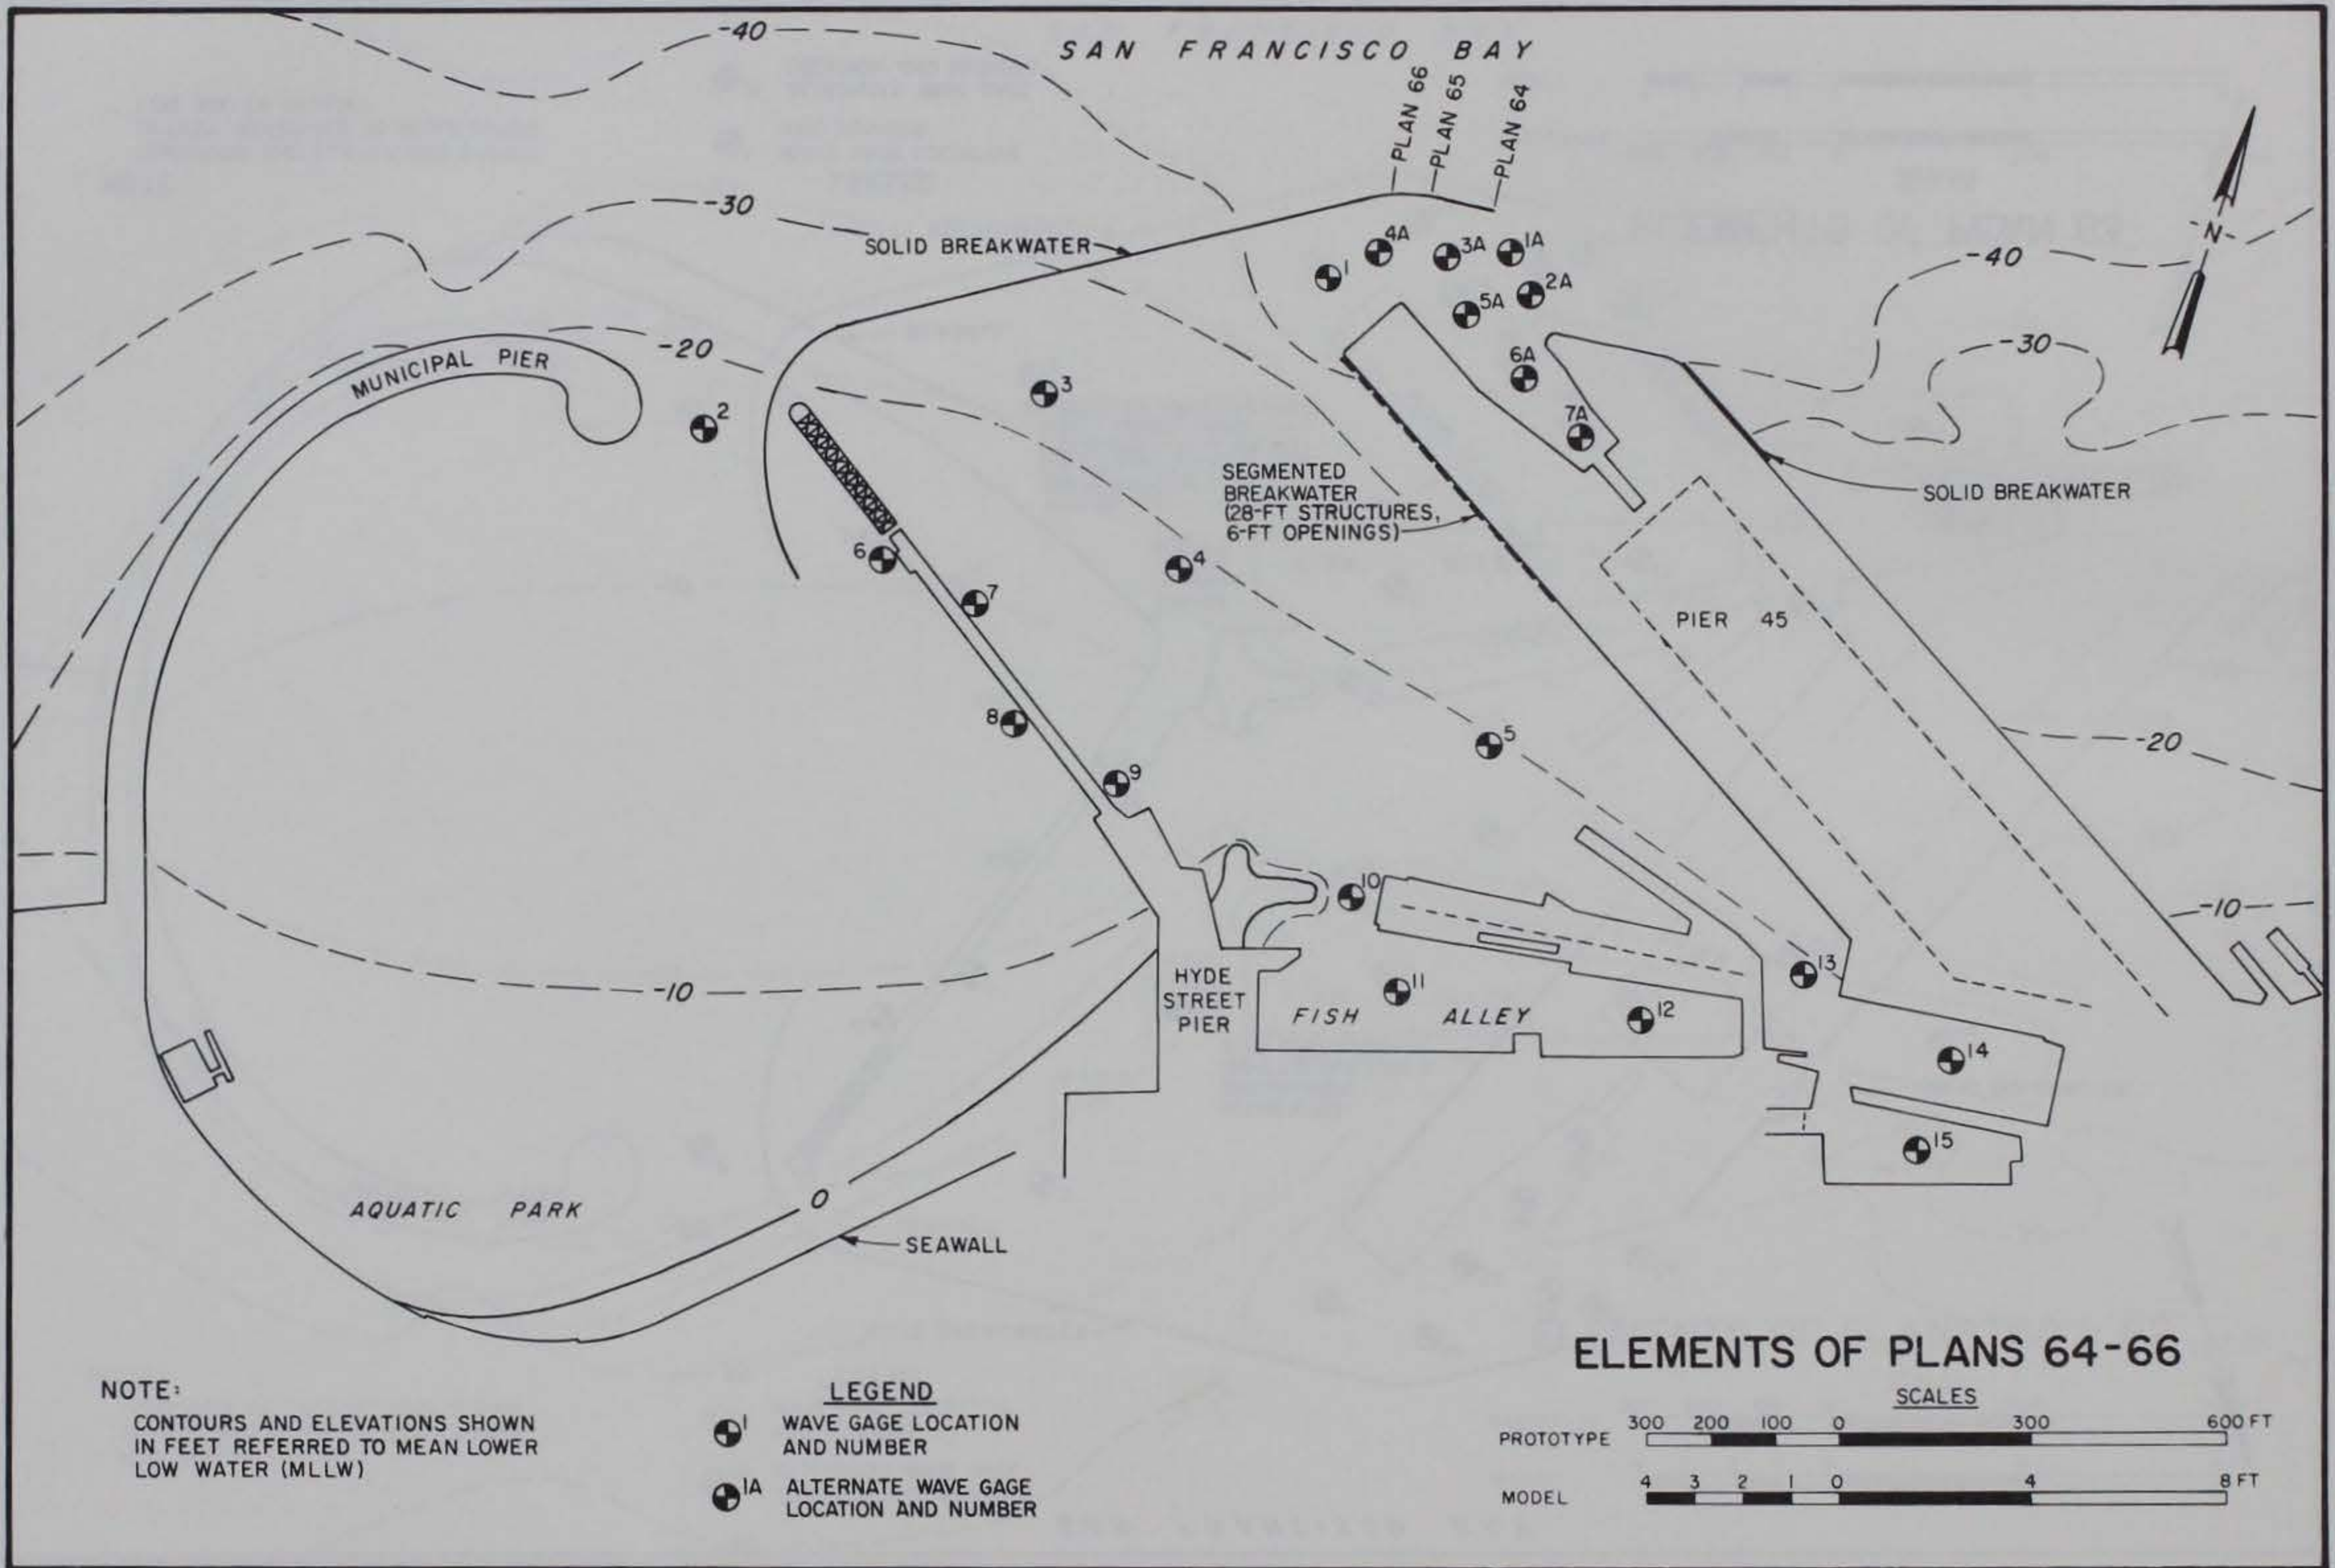 -40
SAN FRANCISCO BAY
PLAN 66
PLAN 65
PLAN 64
-30
SOLID BREAKWATER
4A
3A
1A
1
2A
5A
N
-40
-30
-20
MUNICIPAL PIER
2
3
6A
7A
SEGMENTED
BREAKWATER
(28-FT STRUCTURES,
6-FT OPENINGS)
SOLID BREAKWATER
6
4
7
PIER 45
8
5
9
-20
10
-10
HYDE
STREET
PIER
11
FISH ALLEY
12
13
14
15
-10
AQUATIC PARK
0
SEAWALL
NOTE:
CONTOURS AND ELEVATIONS SHOWN
IN FEET REFERRED TO MEAN LOWER
LOW WATER (MLLW)
LEGEND
1 WAVE GAGE LOCATION
AND NUMBER
1A ALTERNATE WAVE GAGE
LOCATION AND NUMBER
ELEMENTS OF PLANS 64-66
SCALES
300 200 100 0 300 600 FT
PROTOTYPE
4 3 2 1 0 4 8 FT
MODEL